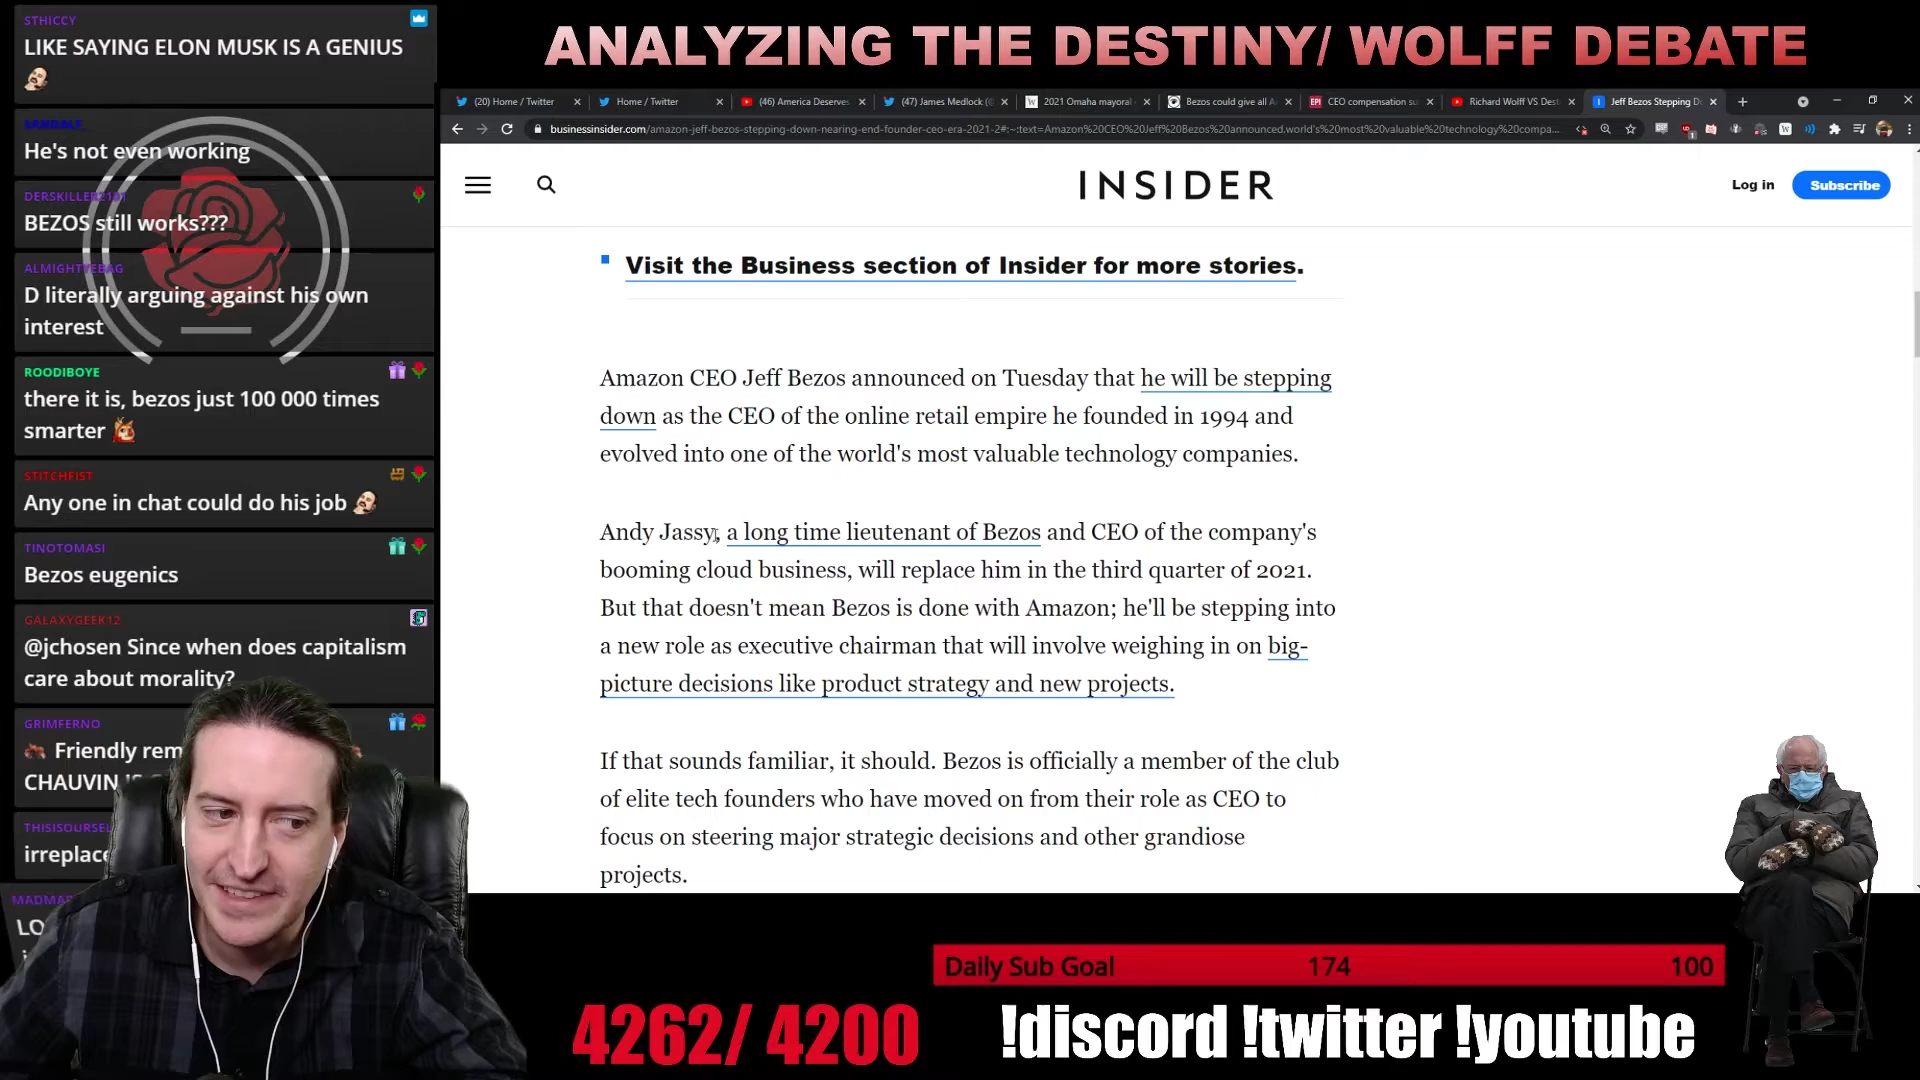 STHICCY
LIKE SAYING ELON MUSK IS A GENIUS
He's not even working
BEZOS still works???
ALMIGHTYEBAG
D literally arguing against his own
interest
ROODIBOYE
there it is, bezos just 100 000 times
smarter
STITCHFIST
Any one in chat could do his job
TINOTOMASI
Bezos eugenics
GALAXYGEEK12
@jchosen Since when does capitalism
care about morality?
GRIMFERNO
Friendly rem
CHAUVIN
THISISOURSEL
irreplac
MADMA
LO
ANALYZING THE DESTINY/ WOLFF DEBATE
(20) Home / Twitter
Home / Twitter
(46) America Deserves
(47) James Medlock (
2021 Omaha mayoral
Bezos could give all A
EPI
CEO compensation su
Richard Wolff VS Dest
Jeff Bezos Stepping D
businessinsider.com/amazon-jeff-bezos-stepping-down-nearing-end-founder-ceo-era-2021-2#:~:text=Amazon%20CEO%20Jeff%20Bezos%20announced.world's%20most%20valuable%20technology%20compa...
INSIDER
Log in
Subscribe
Visit the Business section of Insider for more stories.
Amazon CEO Jeff Bezos announced on Tuesday that he will be stepping
down as the CEO of the online retail empire he founded in 1994 and
evolved into one of the world's most valuable technology companies.
Andy Jassy, a long time lieutenant of Bezos and CEO of the company's
booming cloud business, will replace him in the third quarter of 2021.
But that doesn't mean Bezos is done with Amazon; he'll be stepping into
a new role as executive chairman that will involve weighing in on big-
picture decisions like product strategy and new projects.
If that sounds familiar, it should. Bezos is officially a member of the club
of elite tech founders who have moved on from their role as CEO to
focus on steering major strategic decisions and other grandiose
projects.
Daily Sub Goal 174 100
4262/ 4200
!discord !twitter !youtube